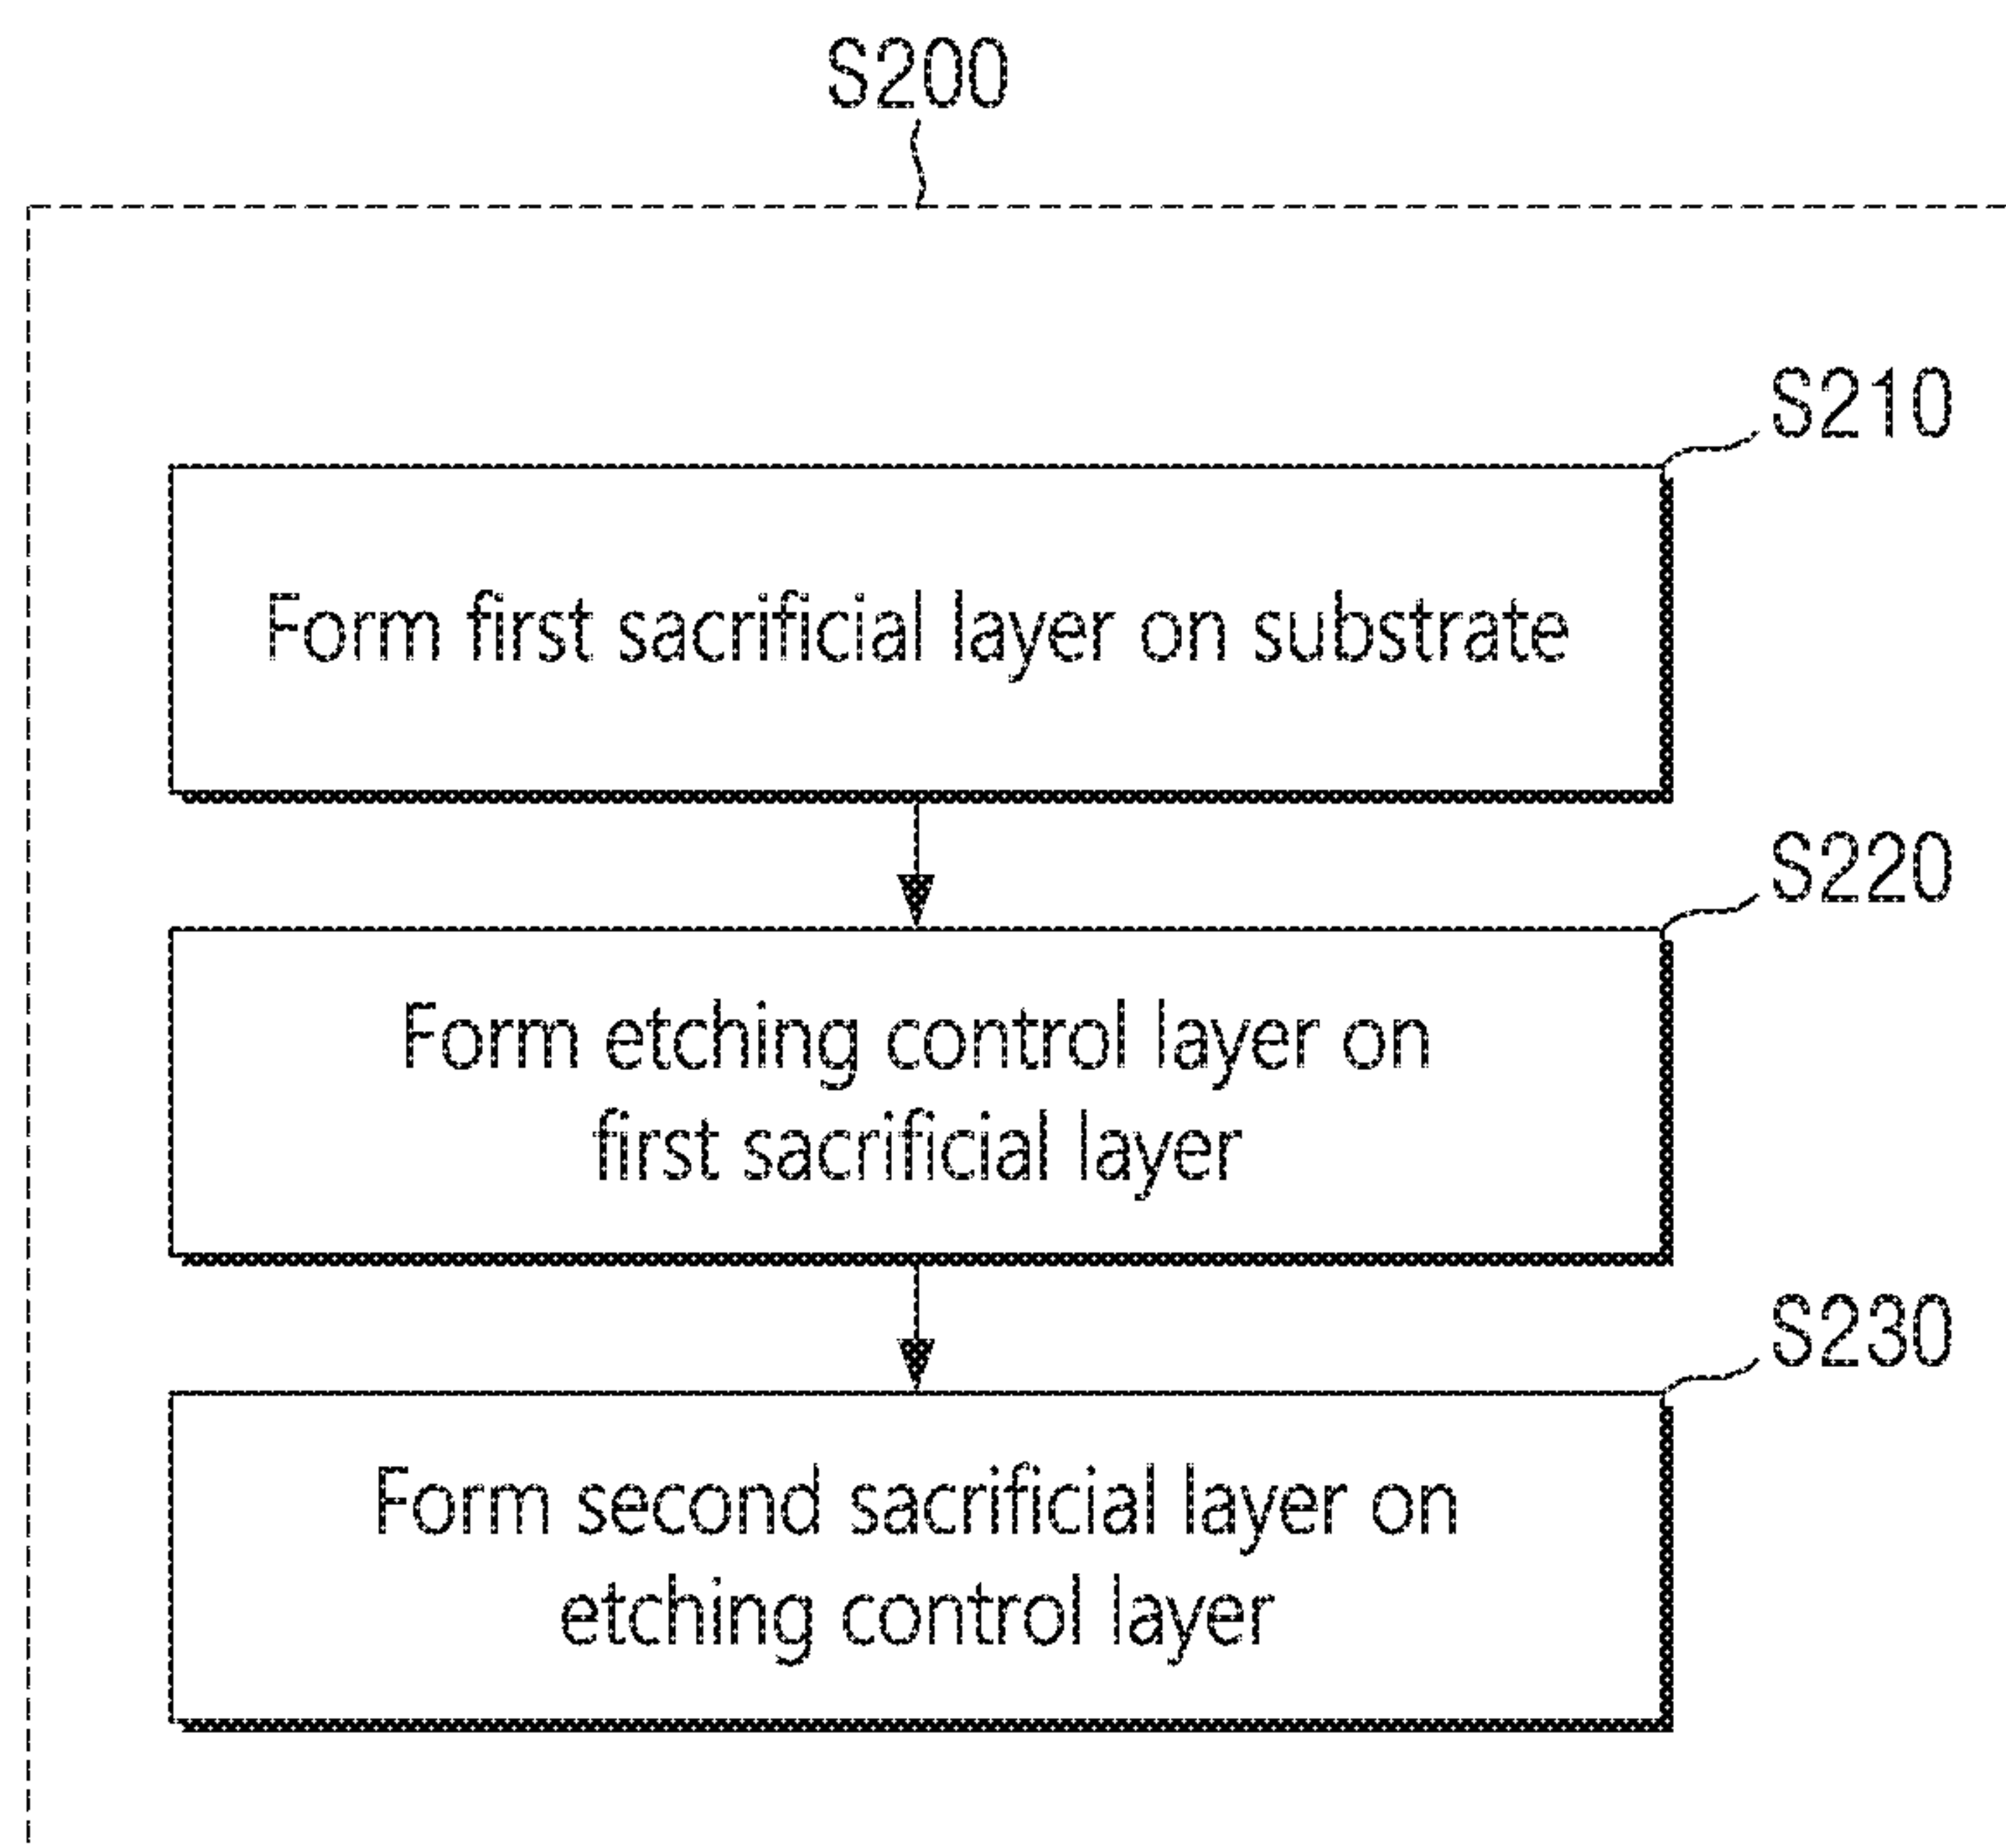 S200
S210
Form first sacrificial layer on substrate
S220
Form etching control layer on
first sacrificial layer
S230
Form second sacrificial layer on
etching control layer